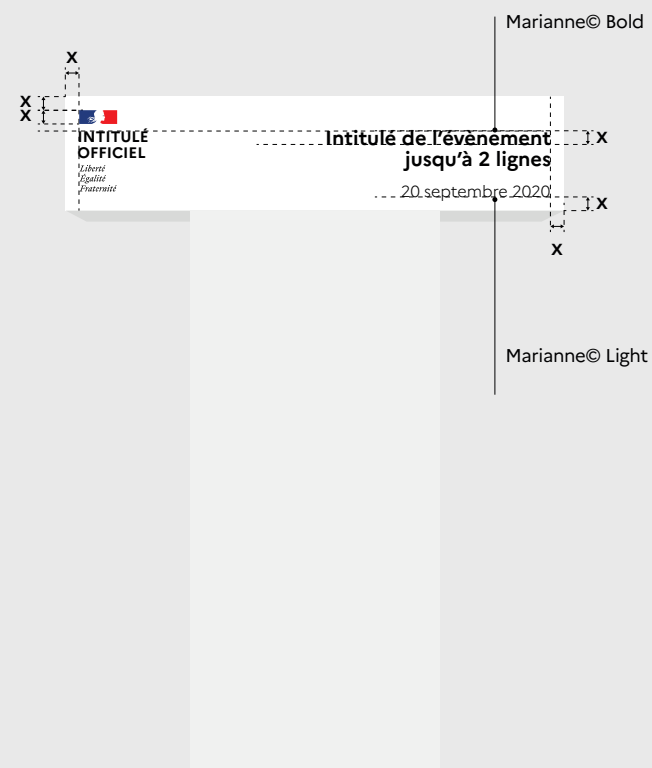 Marianne© Bold
X
X
X
INTITULÉ
OFFICIEL
Liberté
Égalité
Fraternité
Intitulé de l’évènement
jusqu’à 2 lignes
20 septembre 2020
X
X
X
Marianne© Light